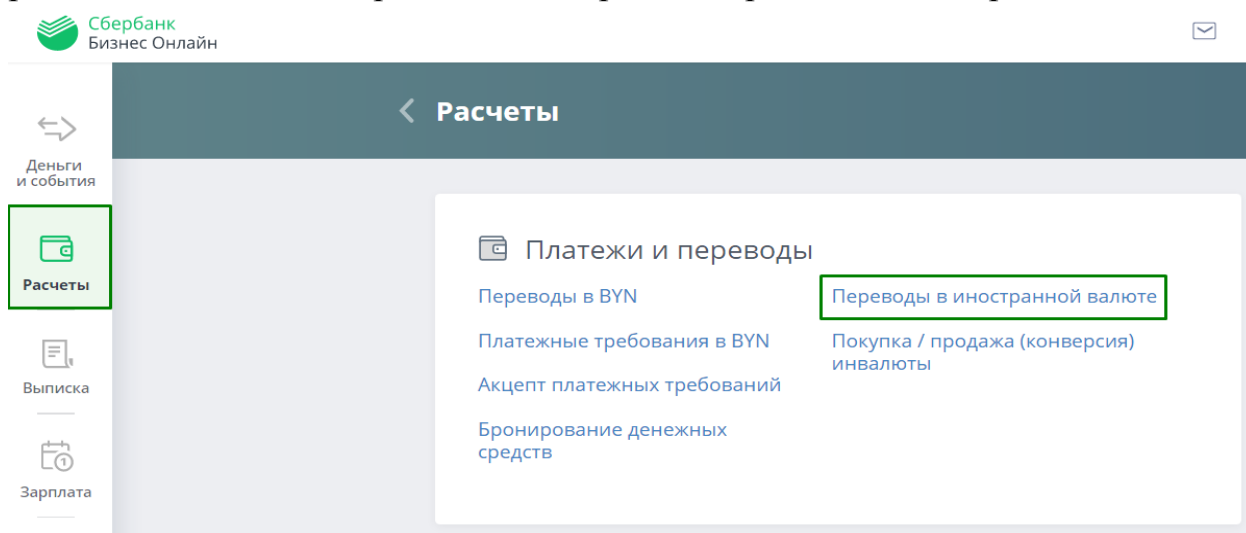 Сбербанк
Бизнес Онлайн
Расчеты
Деньги
и события
Расчеты
Выписка
Зарплата
Платежи и переводы
Переводы в BYN
Платежные требования в BYN
Акцепт платежных требований
Бронирование денежных
средств
Переводы в иностранной валюте
Покупка / продажа (конверсия)
инвалюты